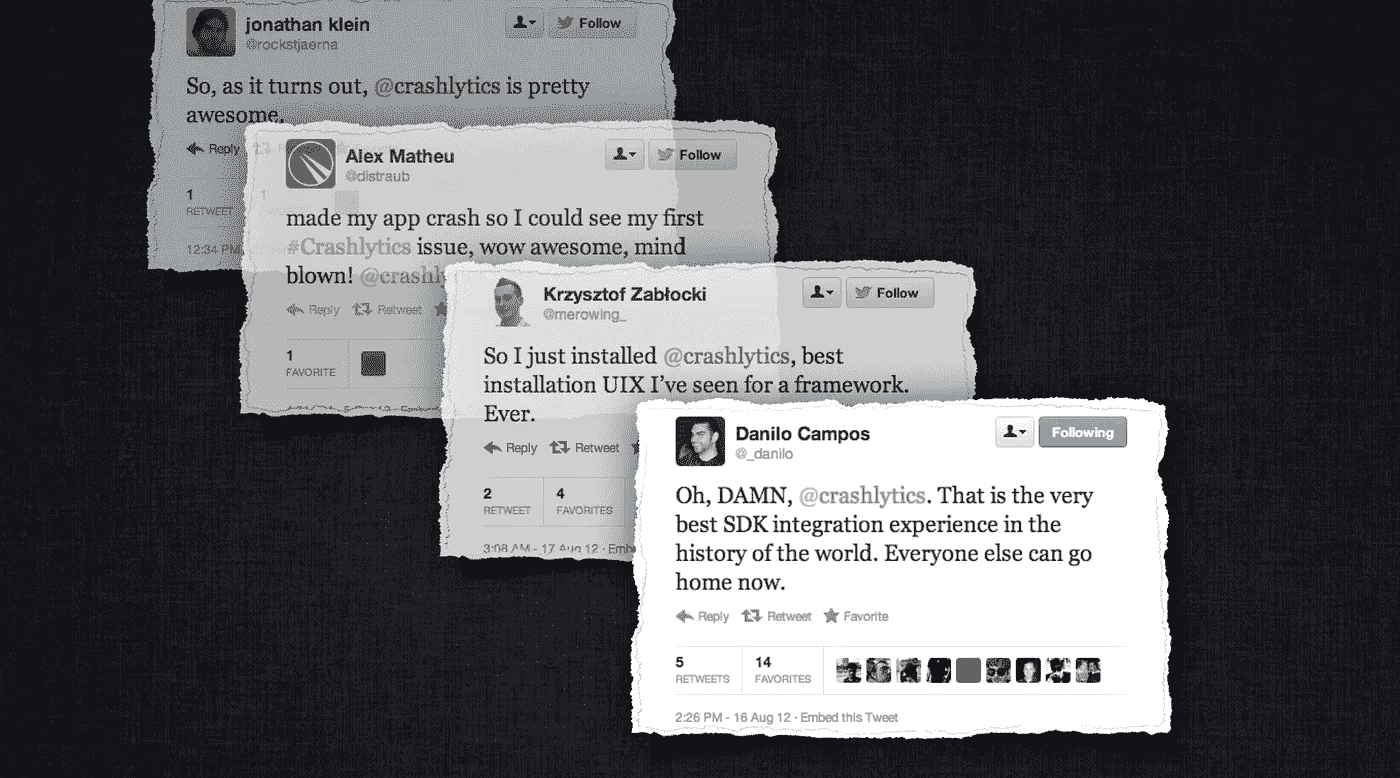 jonathan klein
Follow
@rockstjaerna
So, as it turns out, @crashlytics is pretty
awesome.
Reply
1
RETWEET
1
12:34 PM
Alex Matheu
Follow
@distraub
made my app crash so I could see my first
#Crashlytics issue, wow awesome, mind
blown! @crashly
Reply Retweet
1
FAVORITE
Krzysztof Zabłocki
Follow
@merowing_
So I just installed @crashlytics, best
installation UIX I've seen for a framework.
Ever.
Reply Retweet
2 4
RETWEET FAVORITES
3:08 AM - 17 Aug 12 · Emb
Danilo Campos
Following
@_danilo
Oh, DAMN, @crashlytics. That is the very
best SDK integration experience in the
history of the world. Everyone else can go
home now.
Reply Retweet Favorite
5 14
RETWEETS FAVORITES
2:26 PM - 16 Aug 12 · Embed this Tweet